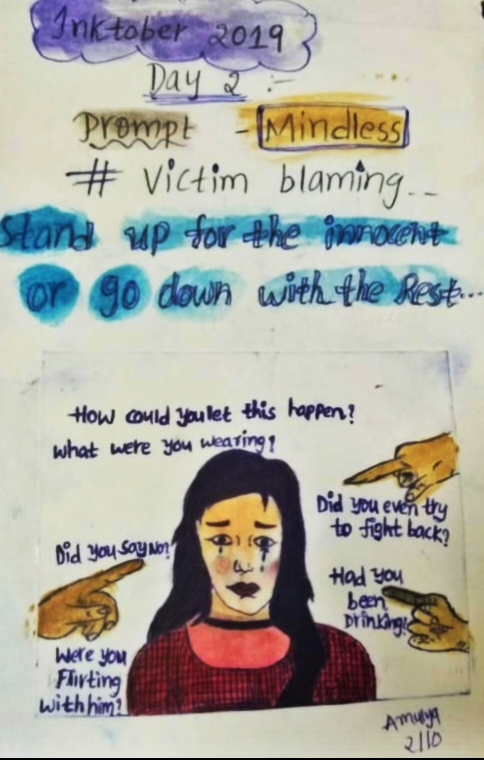 Inktober 2019
Day 2 :-
Prompt - Mindless
# Victim blaming...
Stand up for the innocent
or go down with the Rest...
How could you let this happen?
What were you wearing?
Did you even try
to fight back?
Did you say No?
Had you
been
Drinking?
Were you
Flirting
with him?
Amulya
2/10